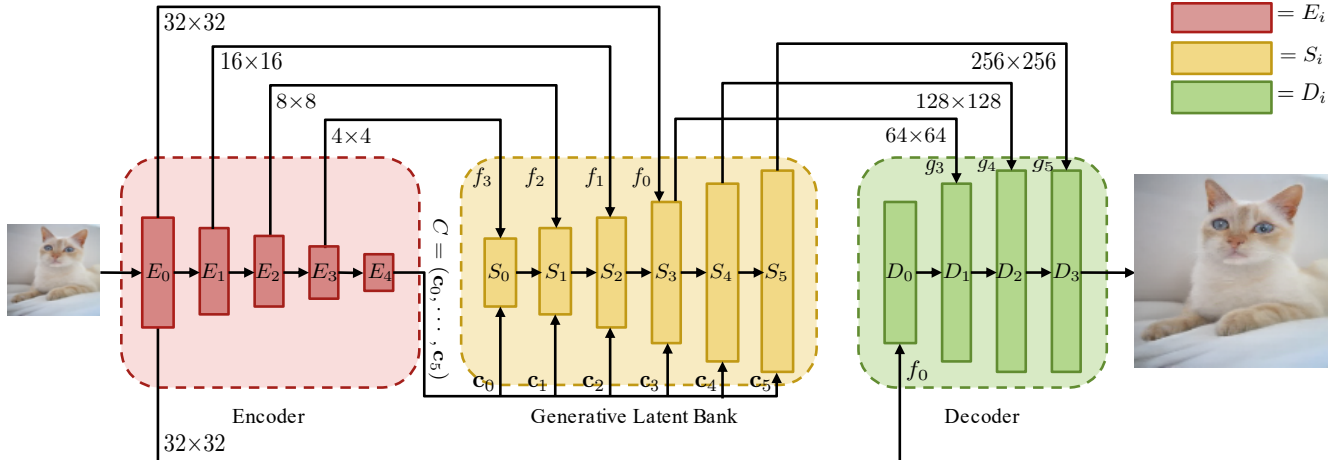 32×32
16×16
8×8
4×4
256×256
128×128
64×64
= E_i
= S_i
= D_i
f_3
f_2
f_1
f_0
g_3
g_4
g_5
E_0
E_1
E_2
E_3
E_4
C = (c_0, ⋯ , c_5)
S_0
S_1
S_2
S_3
S_4
S_5
D_0
D_1
D_2
D_3
c_0
c_1
c_2
c_3
c_4
c_5
f_0
Encoder
Generative Latent Bank
Decoder
32×32